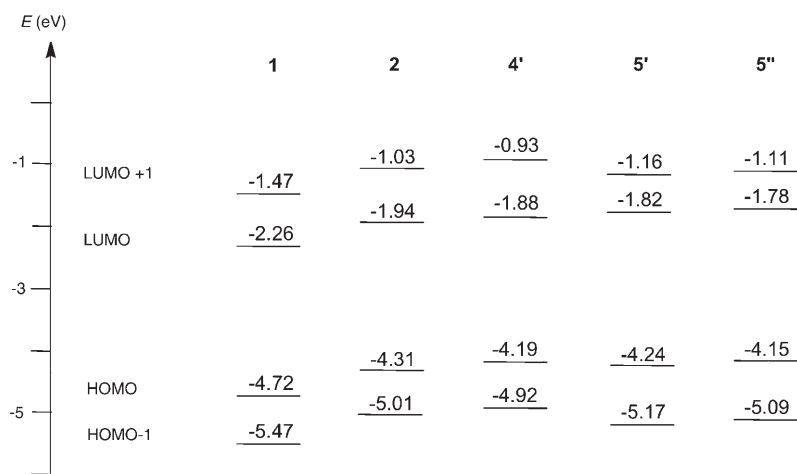 E (eV)
1 2 4' 5' 5"
-0.93
-1.03
-1 -1.16 -1.11
LUMO +1
-1.47
-1.94 -1.88 -1.82 -1.78
-2.26
LUMO
-3
-4.31 -4.19 -4.24 -4.15
HOMO -4.72
-5.01 -4.92
-5 -5.17 -5.09
HOMO-1 -5.47